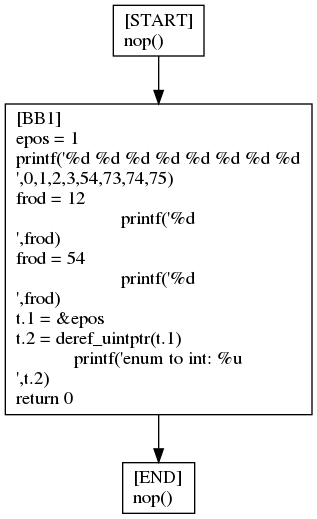 [START]
nop()
[BB1]
epos = 1
printf('%d %d %d %d %d %d %d %d
',0,1,2,3,54,73,74,75)
frod = 12
printf('%d
',frod)
frod = 54
printf('%d
',frod)
t.1 = &epos
t.2 = deref_uintptr(t.1)
printf('enum to int: %u
',t.2)
return 0
[END]
nop()